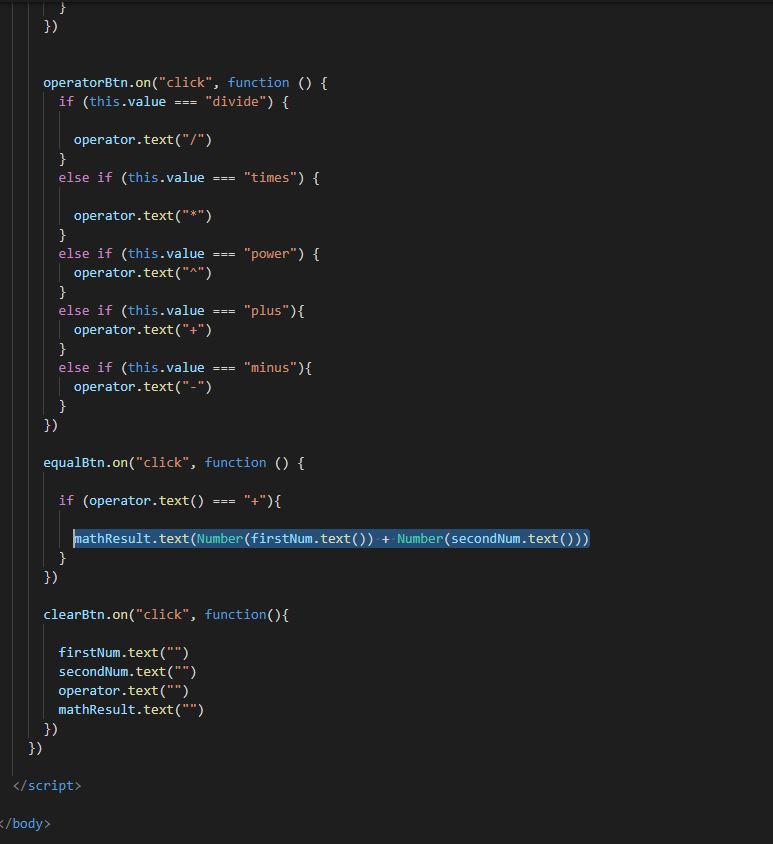 }
})
operatorBtn.on("click", function () {
if (this.value === "divide") {
operator.text("/")
}
else if (this.value === "times") {
operator.text("*")
}
else if (this.value === "power") {
operator.text("^")
}
else if (this.value === "plus"){
operator.text("+")
}
else if (this.value === "minus"){
operator.text("-")
}
})
equalBtn.on("click", function () {
if (operator.text() === "+"){
mathResult.text(Number(firstNum.text()) + Number(secondNum.text()))
}
})
clearBtn.on("click", function(){
firstNum.text("")
secondNum.text("")
operator.text("")
mathResult.text("")
})
})
</script>
</body>